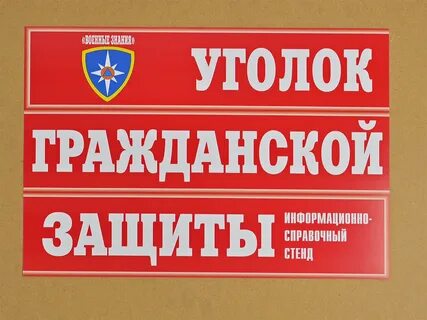 «ВОЕННЫЕ ЗНАНИЯ»
УГОЛОК
ГРАЖДАНСКОЙ
ЗАЩИТЫ
ИНФОРМАЦИОННО-
СПРАВОЧНЫЙ
СТЕНД